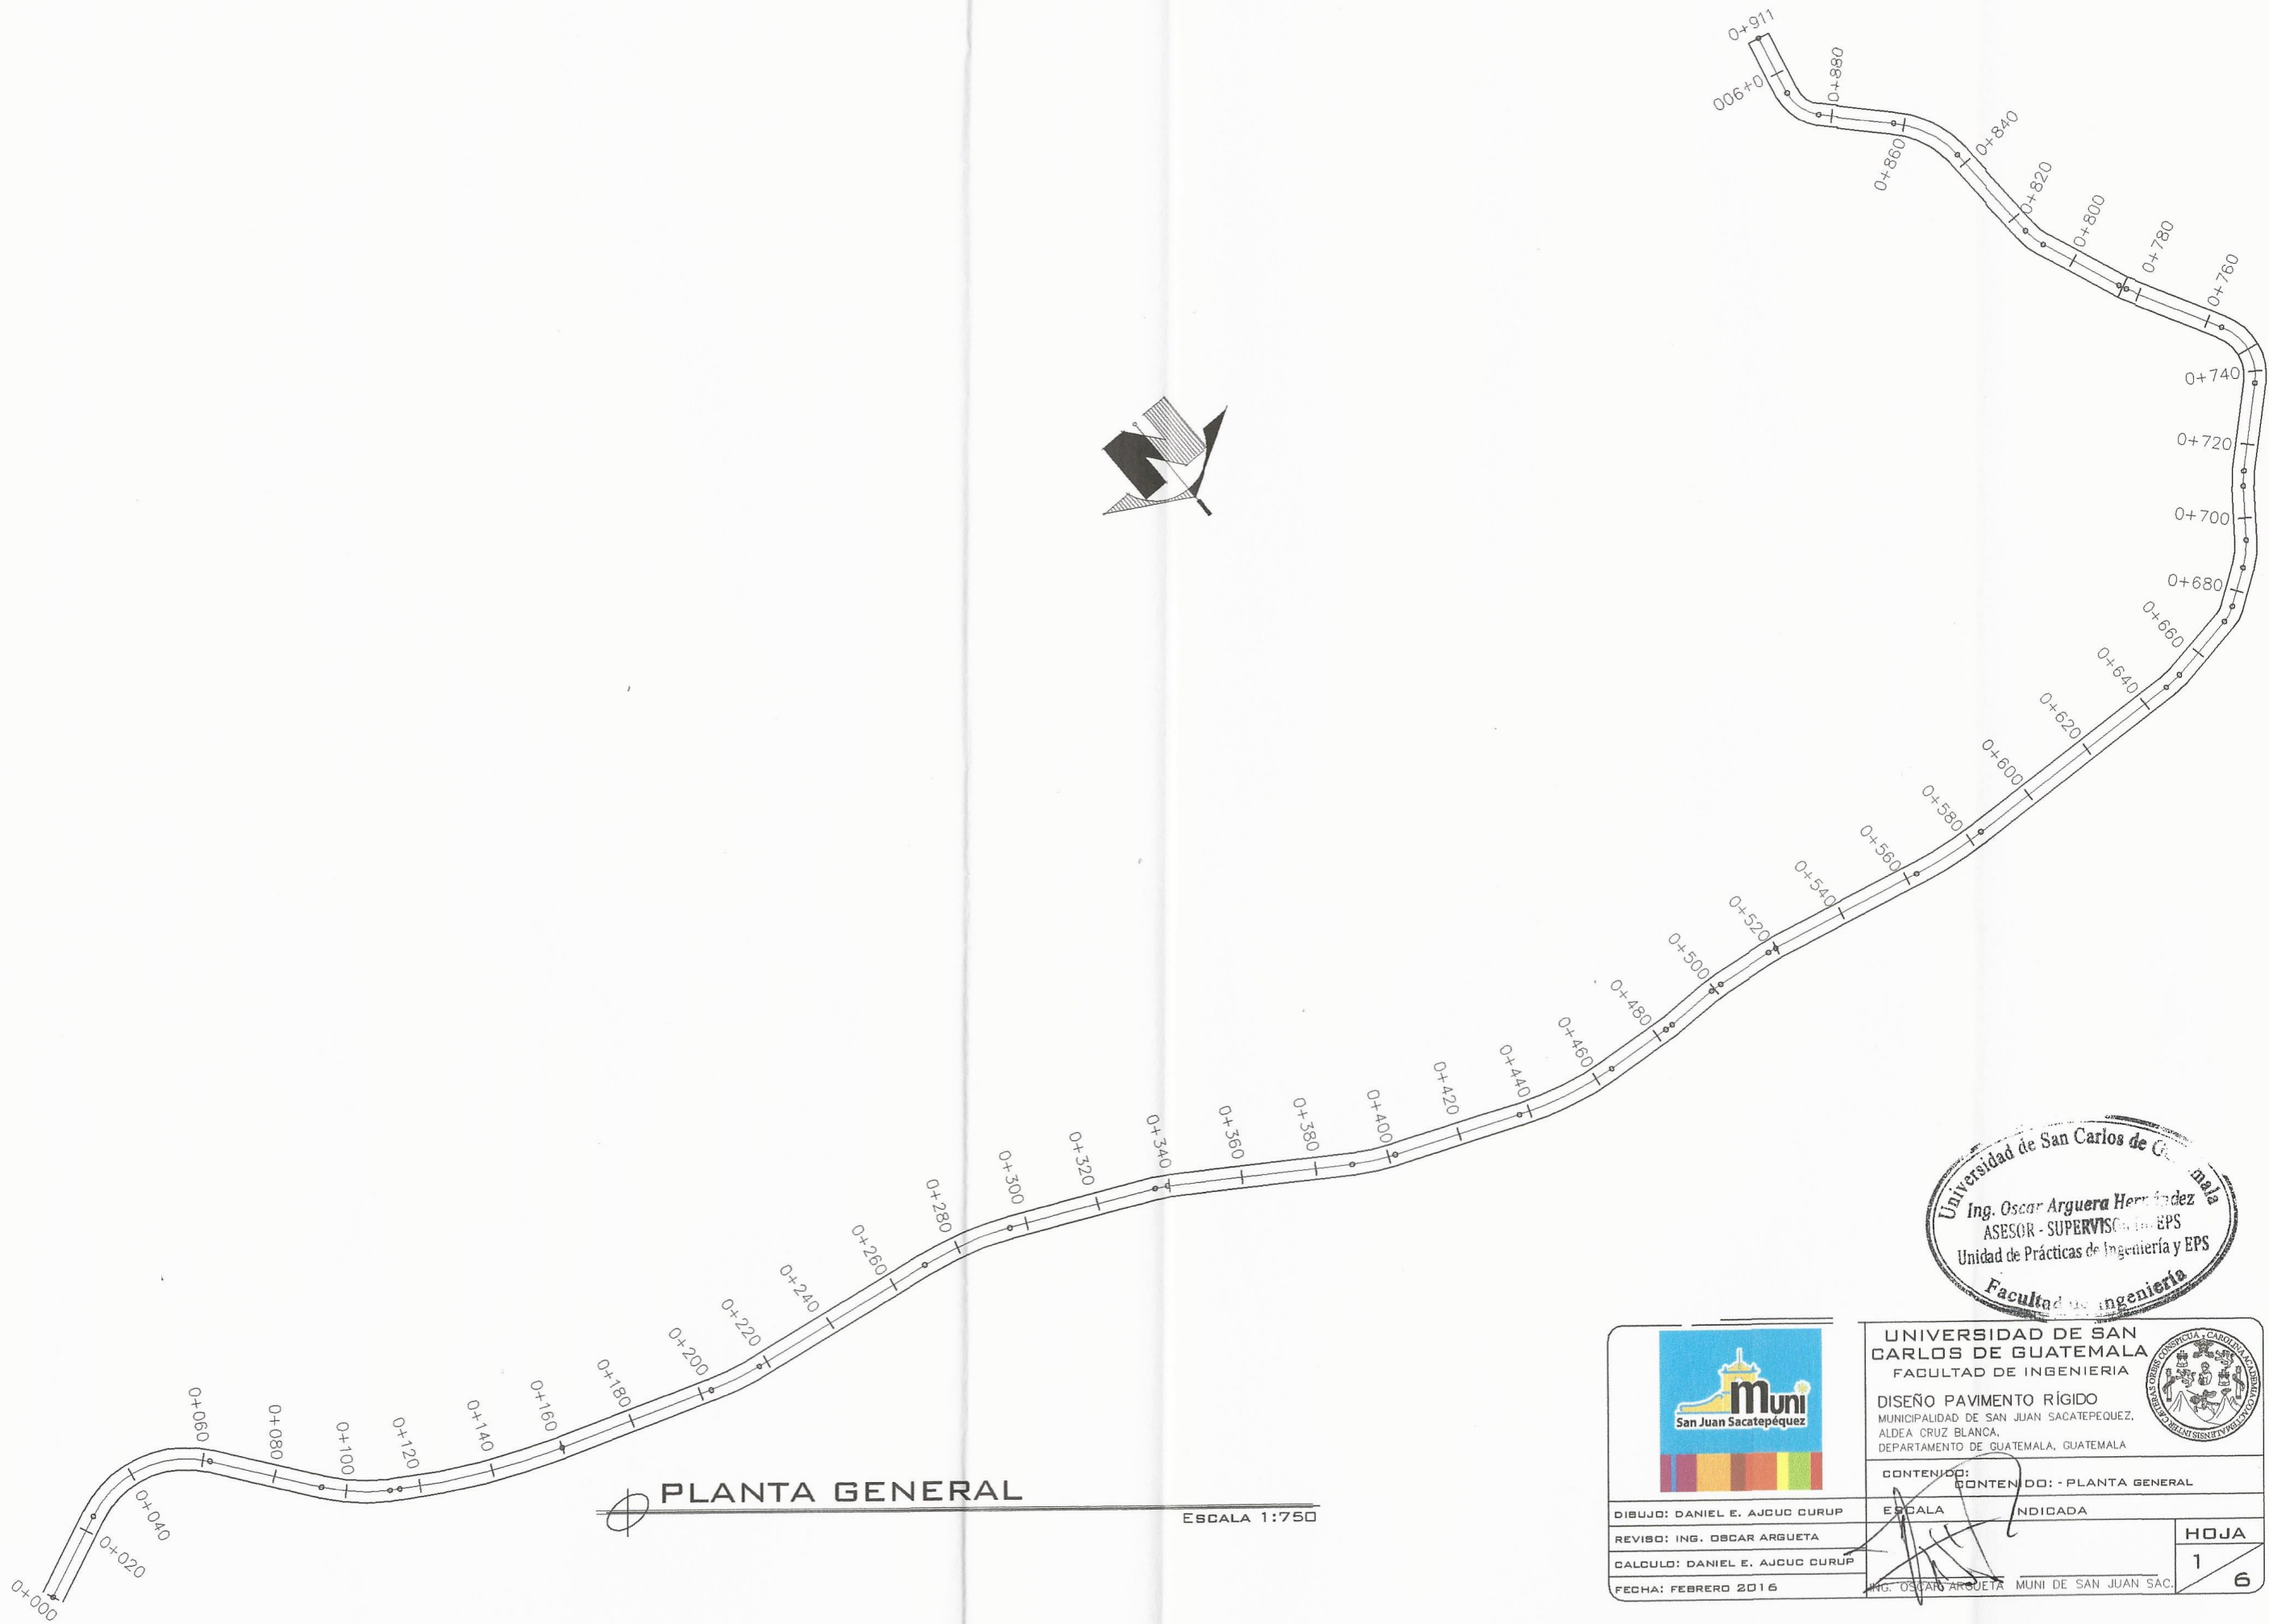 0+911
0+900
0+880
0+860
0+840
0+820
0+800
0+780
0+760
0+740
0+720
0+700
0+680
0+660
0+640
0+620
0+600
0+580
0+560
0+540
0+520
0+500
0+480
0+460
0+440
0+420
0+400
0+380
0+360
0+340
0+320
0+300
0+280
0+260
0+240
0+220
0+200
0+180
0+160
0+140
0+120
0+100
0+080
0+060
0+040
0+020
0+000
N
PLANTA GENERAL
ESCALA 1:750
Universidad de San Carlos de
Ing. Oscar Arguera
ASESOR - SUPERVISOR EPS
Unidad de Prácticas de Ingeniería y EPS
Facultad de Ingeniería
muni
San Juan Sacatepéquez
UNIVERSIDAD DE SAN
CARLOS DE GUATEMALA
FACULTAD DE INGENIERIA
DISEÑO PAVIMENTO RÍGIDO
MUNICIPALIDAD DE SAN JUAN SACATEPEQUEZ,
ALDEA CRUZ BLANCA,
DEPARTAMENTO DE GUATEMALA, GUATEMALA
CONTENIDO:
CONTENIDO: - PLANTA GENERAL
DIBUJO: DANIEL E. AJCUC CURUP
ESCALA NDICADA
REVISO: ING. OSCAR ARGUETA
CALCULO: DANIEL E. AJCUC CURUP
FECHA: FEBRERO 2016
ING. OSCAR ARGUETA MUNI DE SAN JUAN SAC.
HOJA
1
6